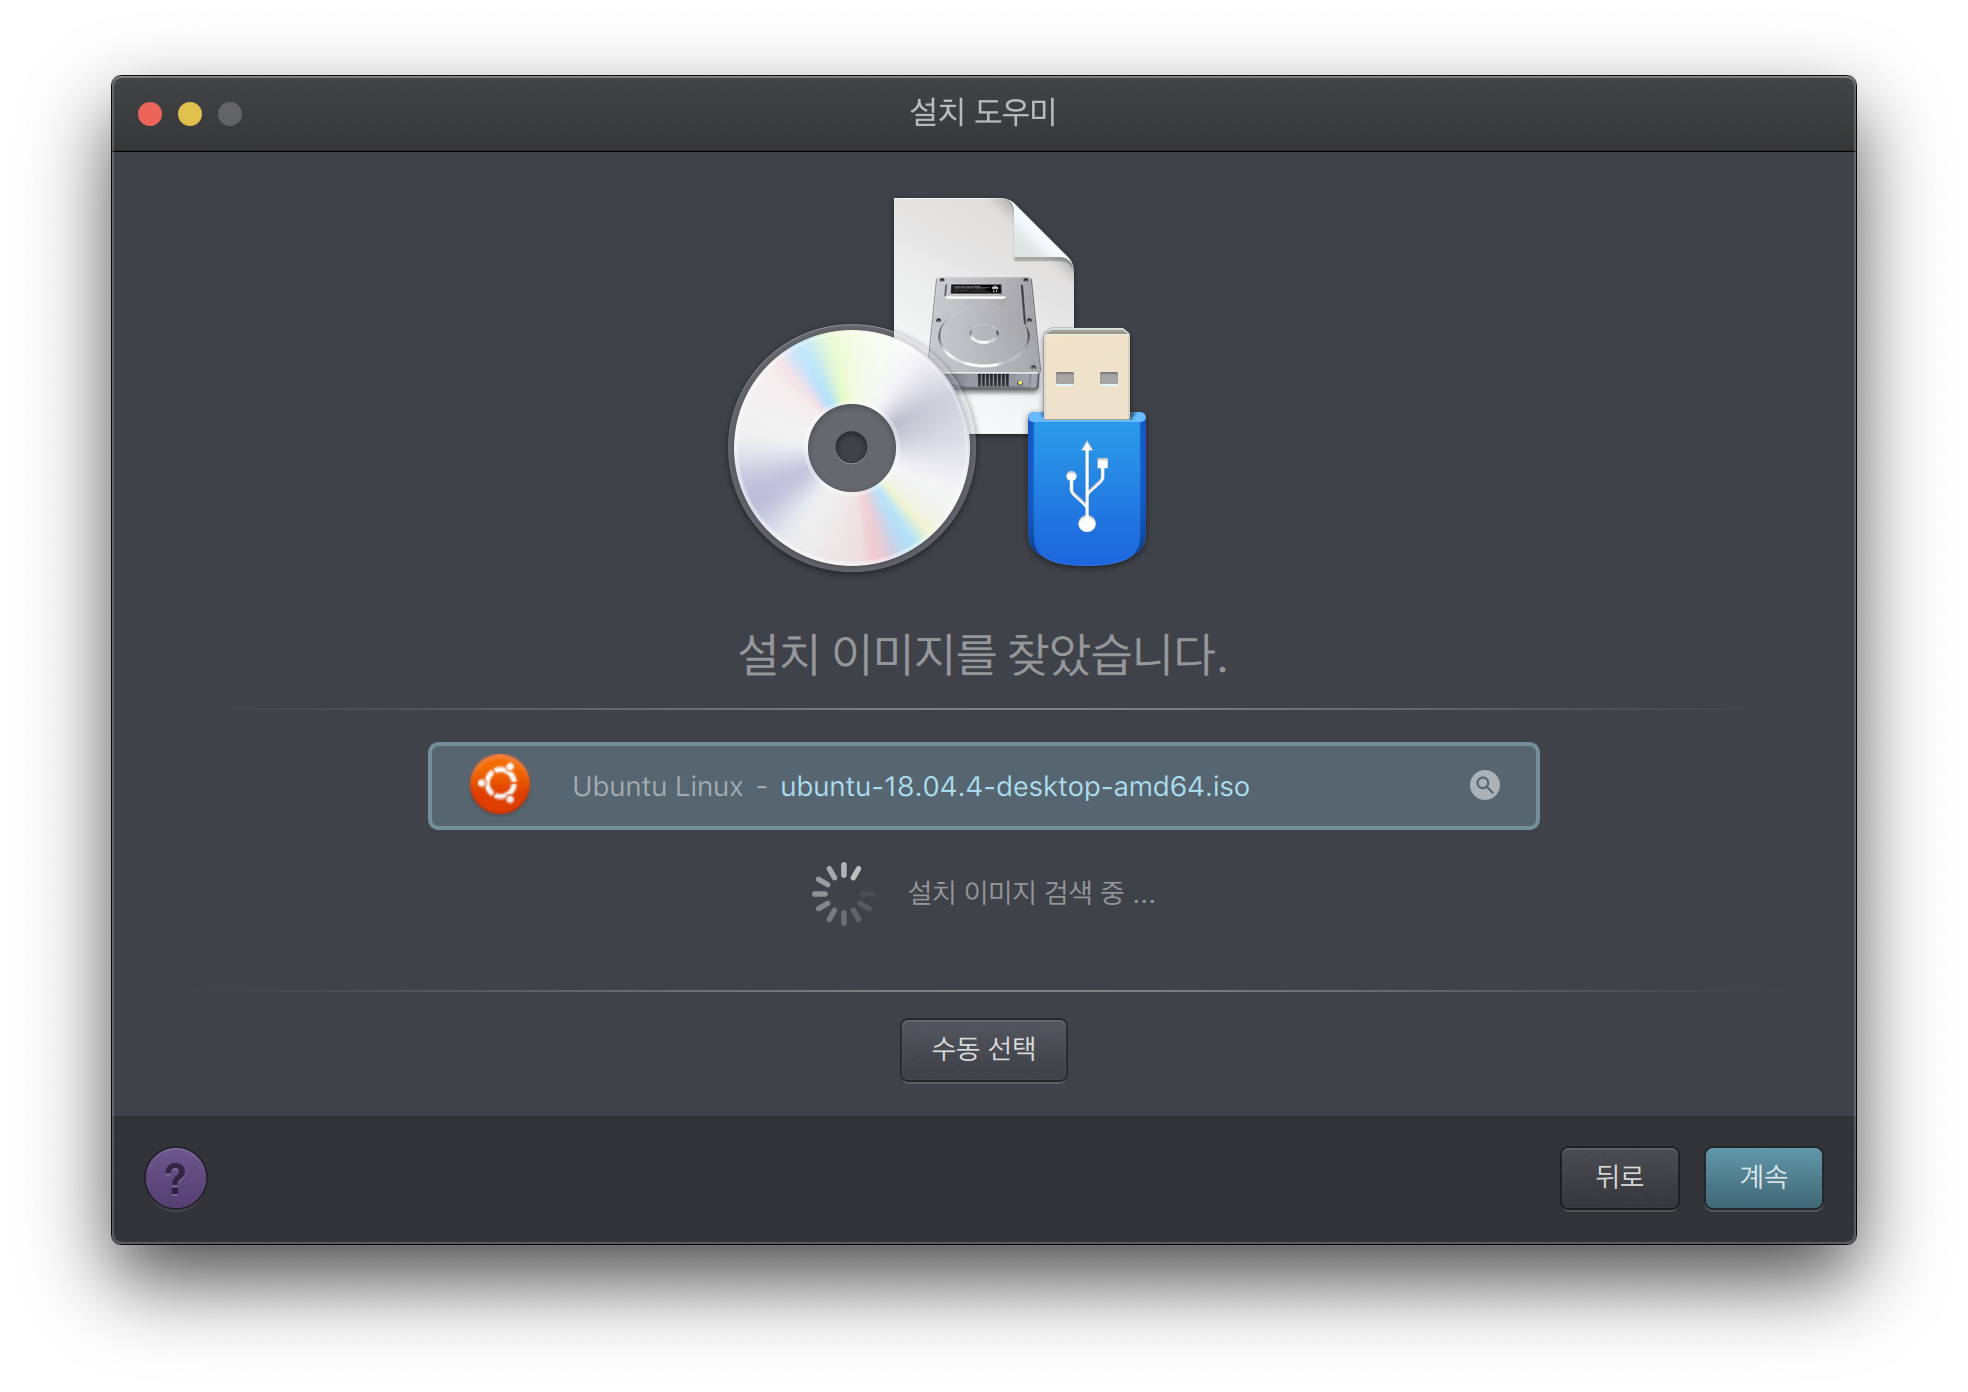 설치 도우미
설치 이미지를 찾았습니다.
Ubuntu Linux - ubuntu-18.04.4-desktop-amd64.iso
설치 이미지 검색 중 ...
수동 선택
?
뒤로
계속